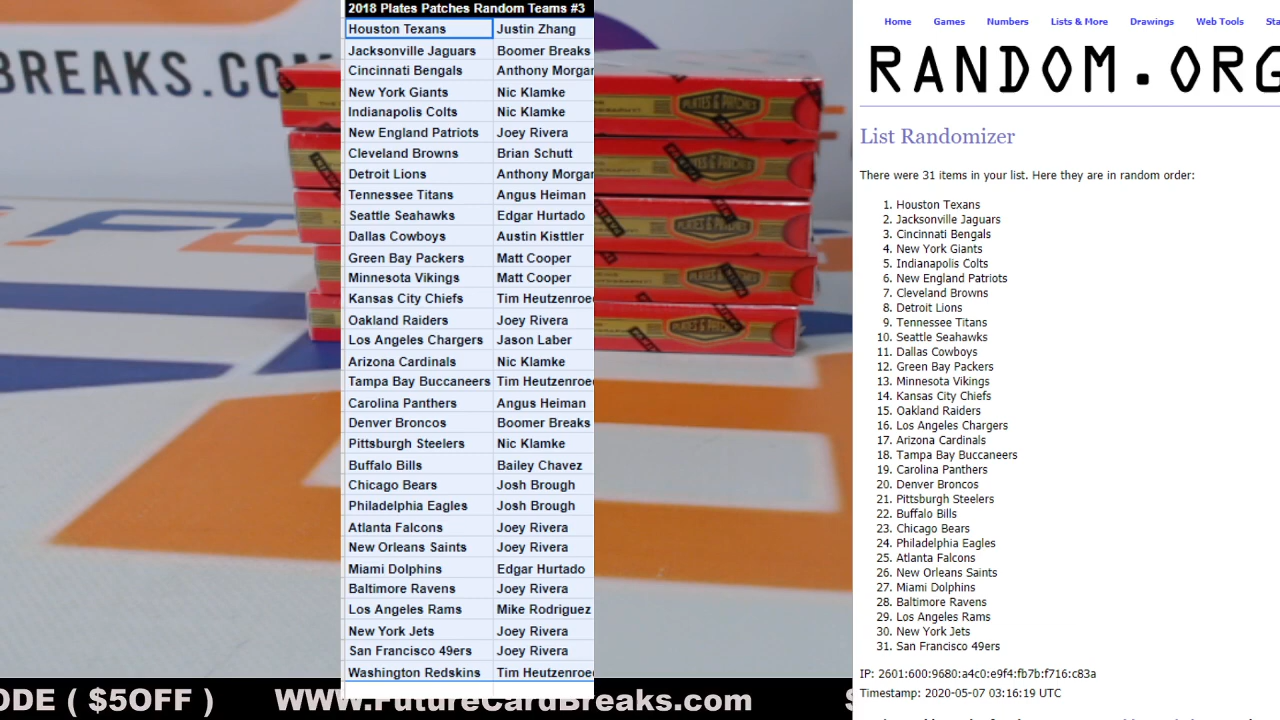 BREAKS.CO
2018 Plates Patches Random Teams #3
Houston Texans Justin Zhang
Jacksonville Jaguars Boomer Breaks
Cincinnati Bengals Anthony Morgan
New York Giants Nic Klamke
Indianapolis Colts Nic Klamke
New England Patriots Joey Rivera
Cleveland Browns Brian Schutt
Detroit Lions Anthony Morgan
Tennessee Titans Angus Heiman
Seattle Seahawks Edgar Hurtado
Dallas Cowboys Austin Kisttler
Green Bay Packers Matt Cooper
Minnesota Vikings Matt Cooper
Kansas City Chiefs Tim Heutzenroe
Oakland Raiders Joey Rivera
Los Angeles Chargers Jason Laber
Arizona Cardinals Nic Klamke
Tampa Bay Buccaneers Tim Heutzenroe
Carolina Panthers Angus Heiman
Denver Broncos Boomer Breaks
Pittsburgh Steelers Nic Klamke
Buffalo Bills Bailey Chavez
Chicago Bears Josh Brough
Philadelphia Eagles Josh Brough
Atlanta Falcons Joey Rivera
New Orleans Saints Joey Rivera
Miami Dolphins Edgar Hurtado
Baltimore Ravens Joey Rivera
Los Angeles Rams Mike Rodriguez
New York Jets Joey Rivera
San Francisco 49ers Joey Rivera
Washington Redskins Tim Heutzenroe
PLATES & PATCHES
PLATES & PATCHES
Home Games Numbers Lists & More Drawings Web Tools Sta
RANDOM.ORG
List Randomizer
There were 31 items in your list. Here they are in random order:
1. Houston Texans
2. Jacksonville Jaguars
3. Cincinnati Bengals
4. New York Giants
5. Indianapolis Colts
6. New England Patriots
7. Cleveland Browns
8. Detroit Lions
9. Tennessee Titans
10. Seattle Seahawks
11. Dallas Cowboys
12. Green Bay Packers
13. Minnesota Vikings
14. Kansas City Chiefs
15. Oakland Raiders
16. Los Angeles Chargers
17. Arizona Cardinals
18. Tampa Bay Buccaneers
19. Carolina Panthers
20. Denver Broncos
21. Pittsburgh Steelers
22. Buffalo Bills
23. Chicago Bears
24. Philadelphia Eagles
25. Atlanta Falcons
26. New Orleans Saints
27. Miami Dolphins
28. Baltimore Ravens
29. Los Angeles Rams
30. New York Jets
31. San Francisco 49ers
IP: 2601:600:9680:a4c0:e9f4:fb7b:f716:c83a
Timestamp: 2020-05-07 03:16:19 UTC
ODE ( $5OFF ) WWW.FutureCardBreaks.com $